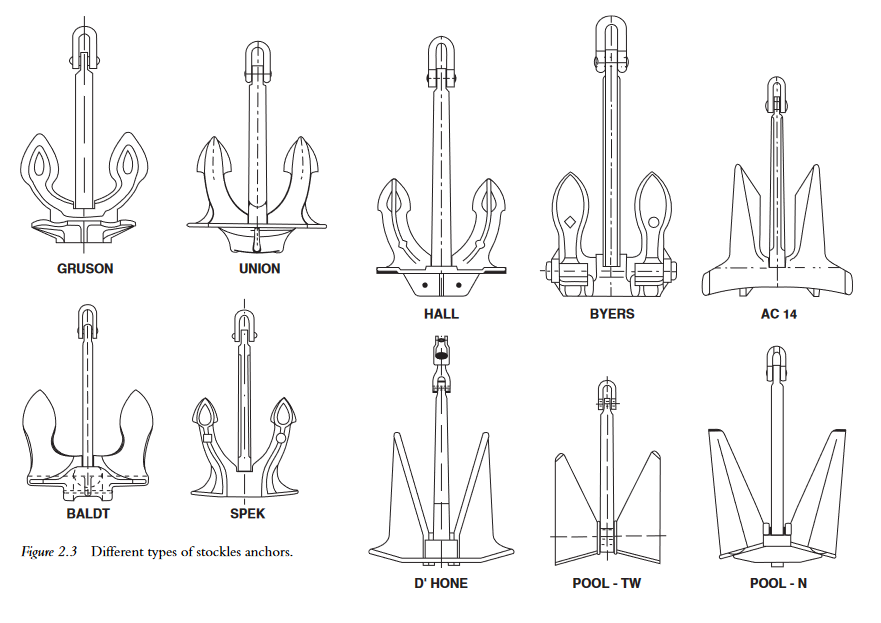 GRUSON
UNION
HALL
BYERS
AC 14
BALDT
SPEK
D' HONE
POOL - TW
POOL - N
Figure 2.3 Different types of stockles anchors.